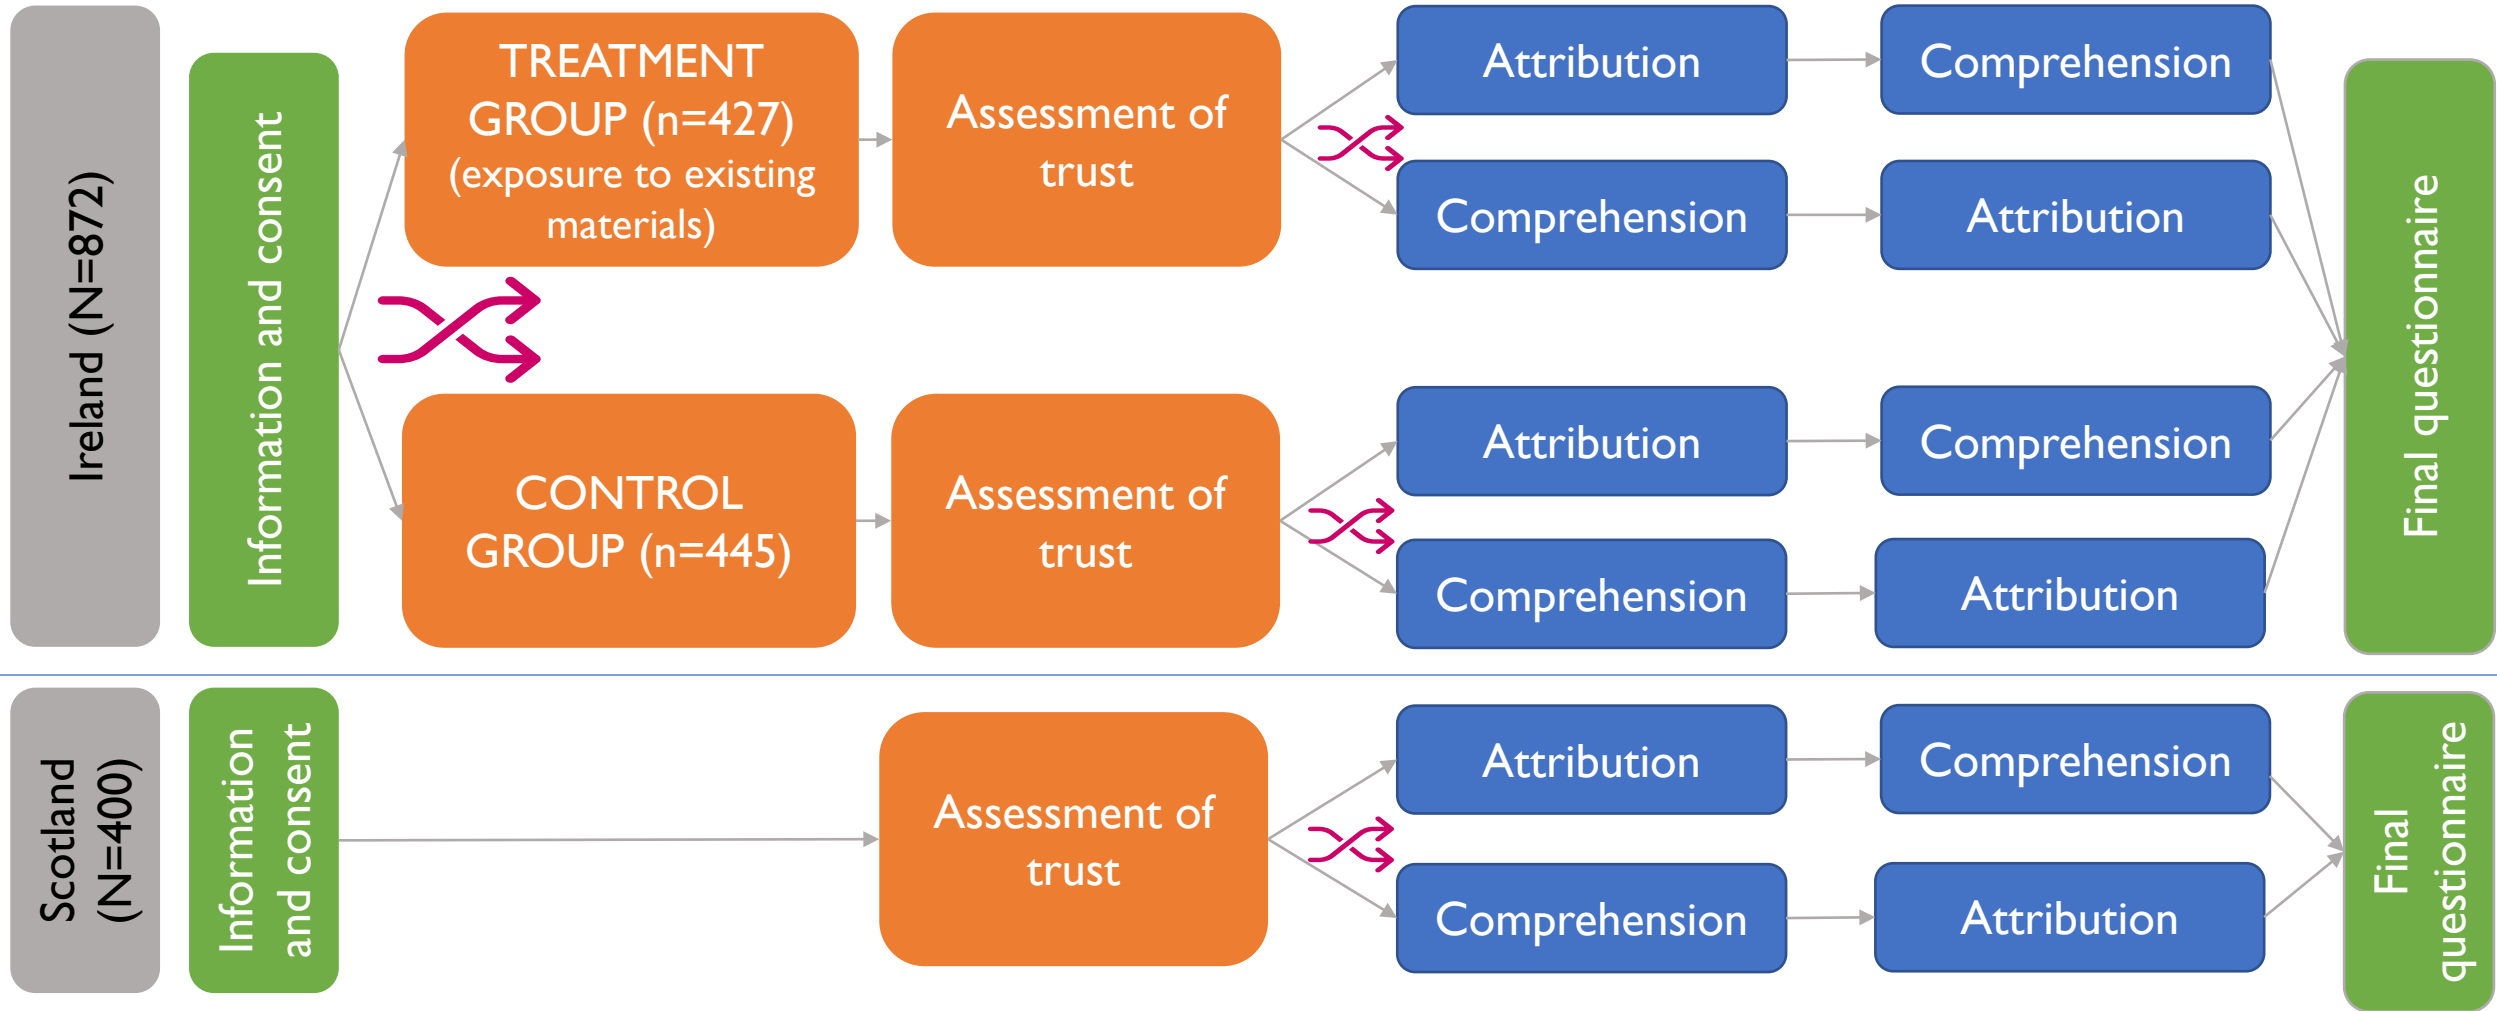 Ireland (N=872)
Information and consent
TREATMENT
GROUP (n=427)
(exposure to existing
materials)
Assessment of
trust
Attribution
Comprehension
Comprehension
Attribution
CONTROL
GROUP (n=445)
Assessment of
trust
Attribution
Comprehension
Comprehension
Attribution
Final questionnaire
Scotland
(N=400)
Information
and consent
Assessment of
trust
Attribution
Comprehension
Comprehension
Attribution
Final
questionnaire